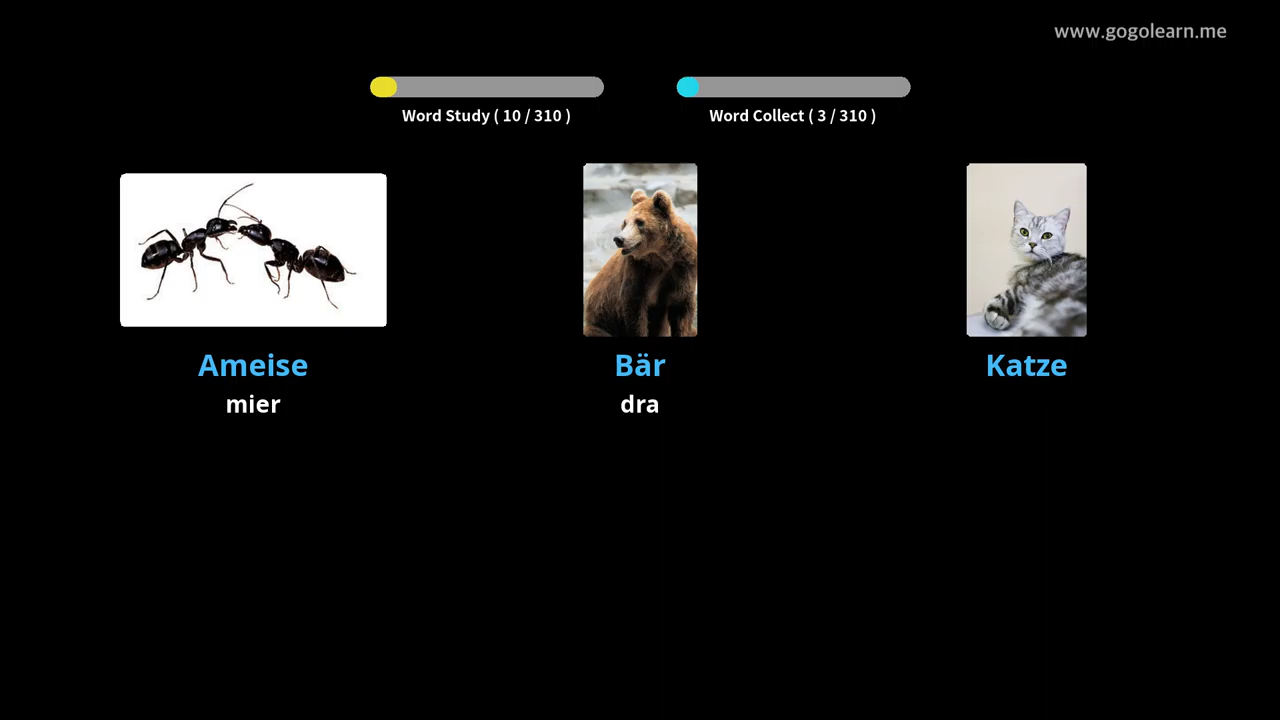 www.gogolearn.me
Word Study ( 10 / 310 )
Word Collect ( 3 / 310 )
Ameise
mier
Bär
dra
Katze